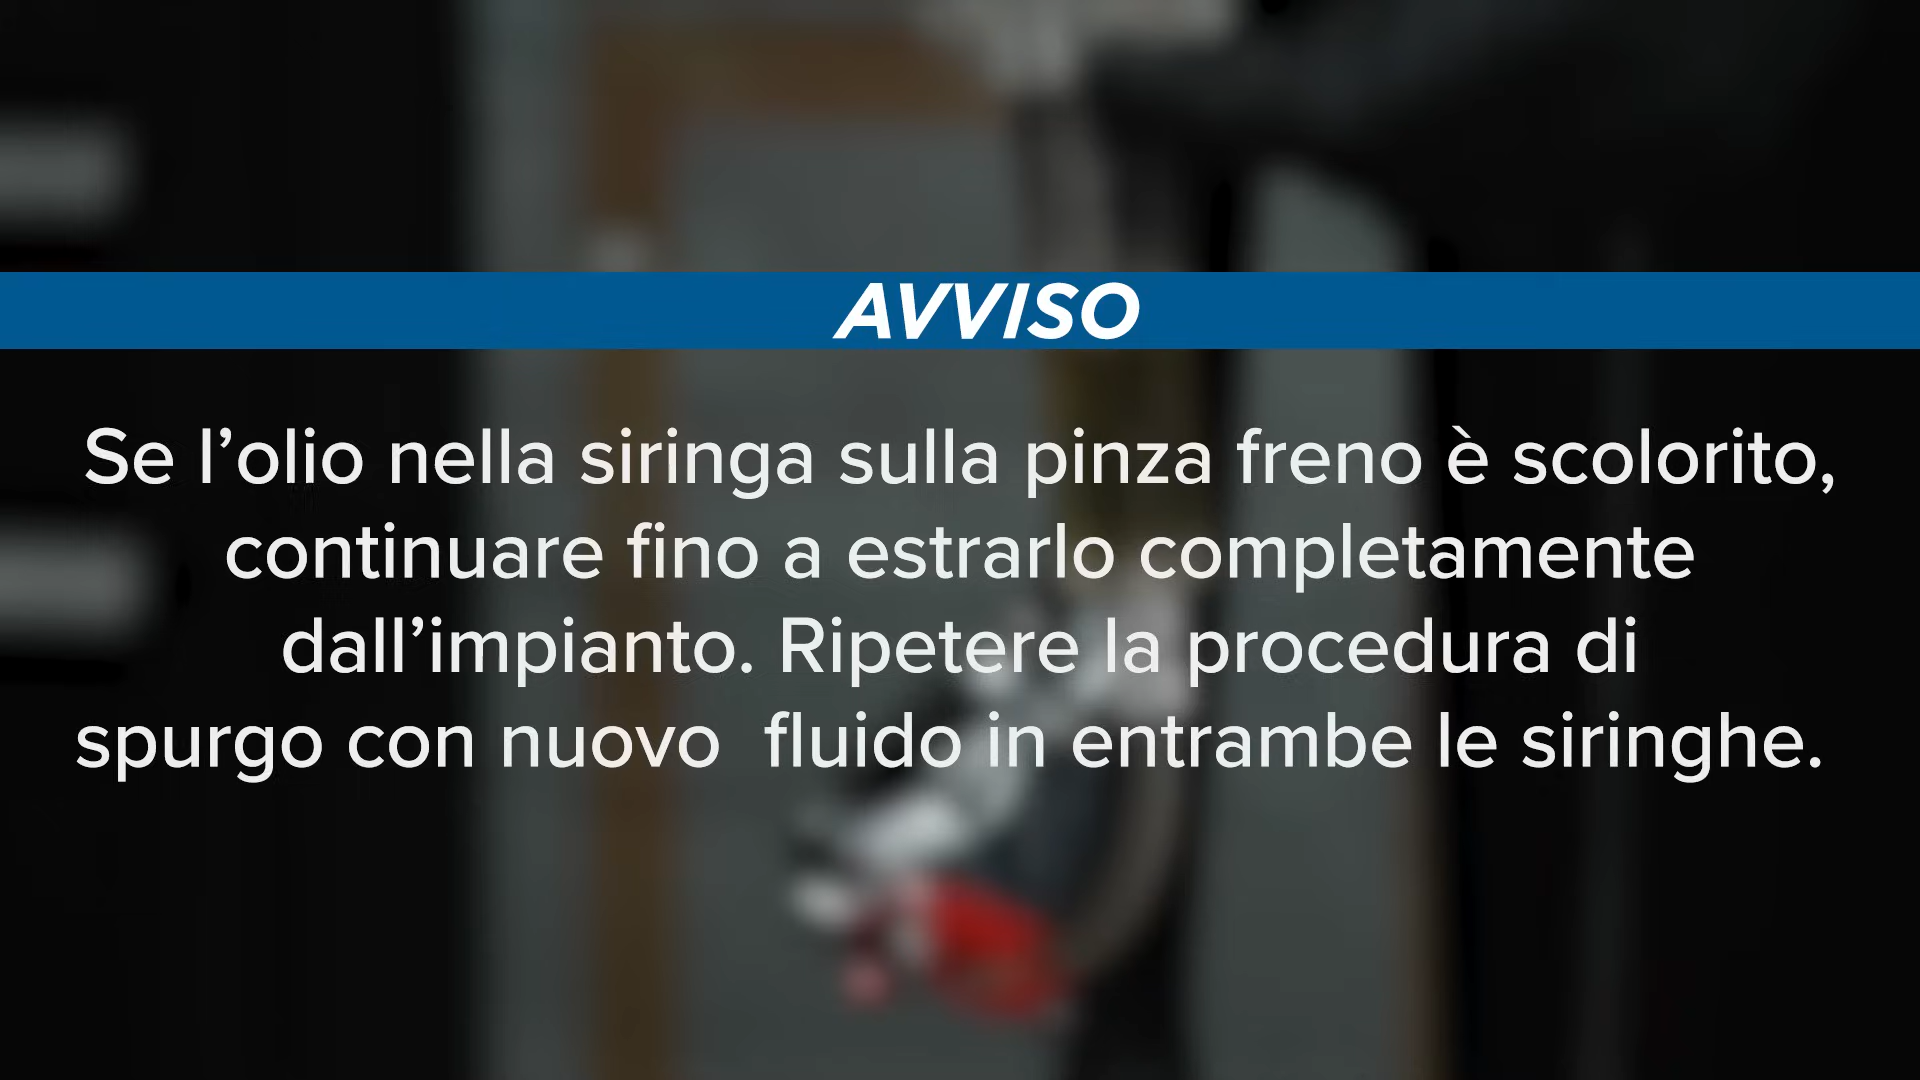 AVVISO
Se l’olio nella siringa sulla pinza freno è scolorito,
continuare fino a estrarlo completamente
dall’impianto. Ripetere la procedura di
spurgo con nuovo  fluido in entrambe le siringhe.